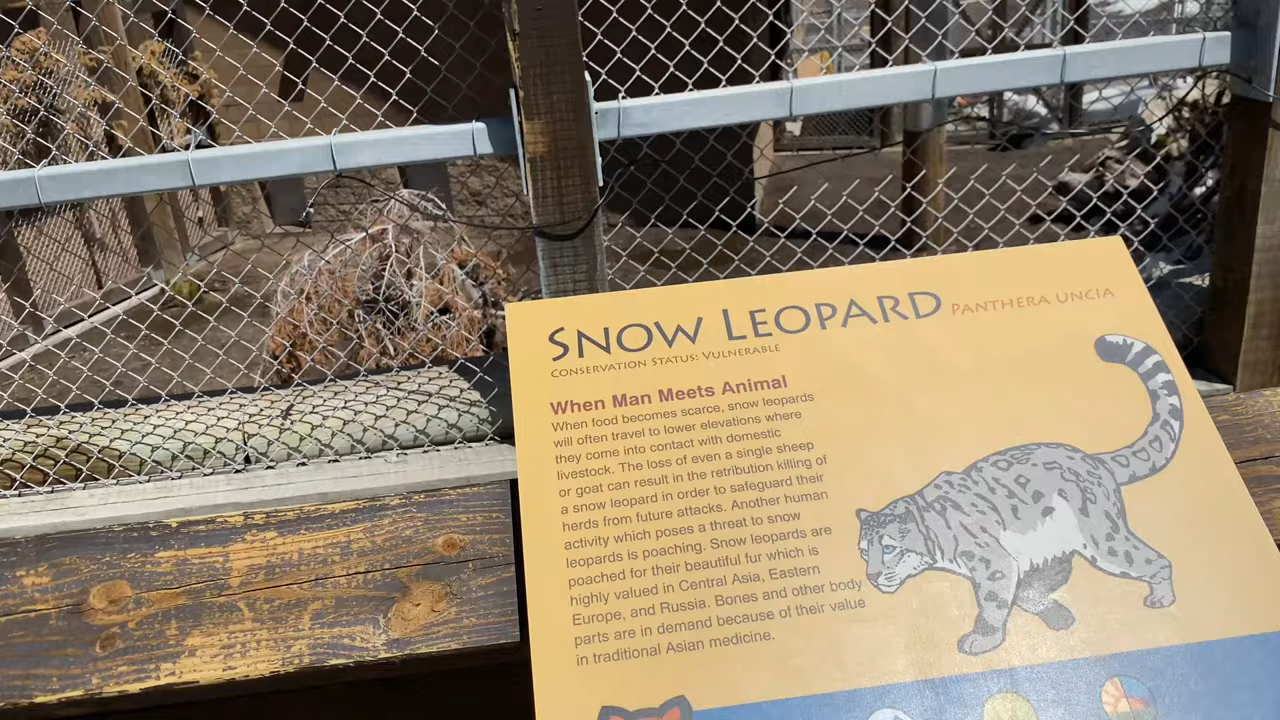 SNOW LEOPARD PANTHERA UNCIA
CONSERVATION STATUS: VULNERABLE
When Man Meets Animal
When food becomes scarce, snow leopards
will often travel to lower elevations where
they come into contact with domestic
livestock. The loss of even a single sheep
or goat can result in the retribution killing of
a snow leopard in order to safeguard their
herds from future attacks. Another human
activity which poses a threat to snow
leopards is poaching. Snow leopards are
poached for their beautiful fur which is
highly valued in Central Asia, Eastern
Europe, and Russia. Bones and other body
parts are in demand because of their value
in traditional Asian medicine.